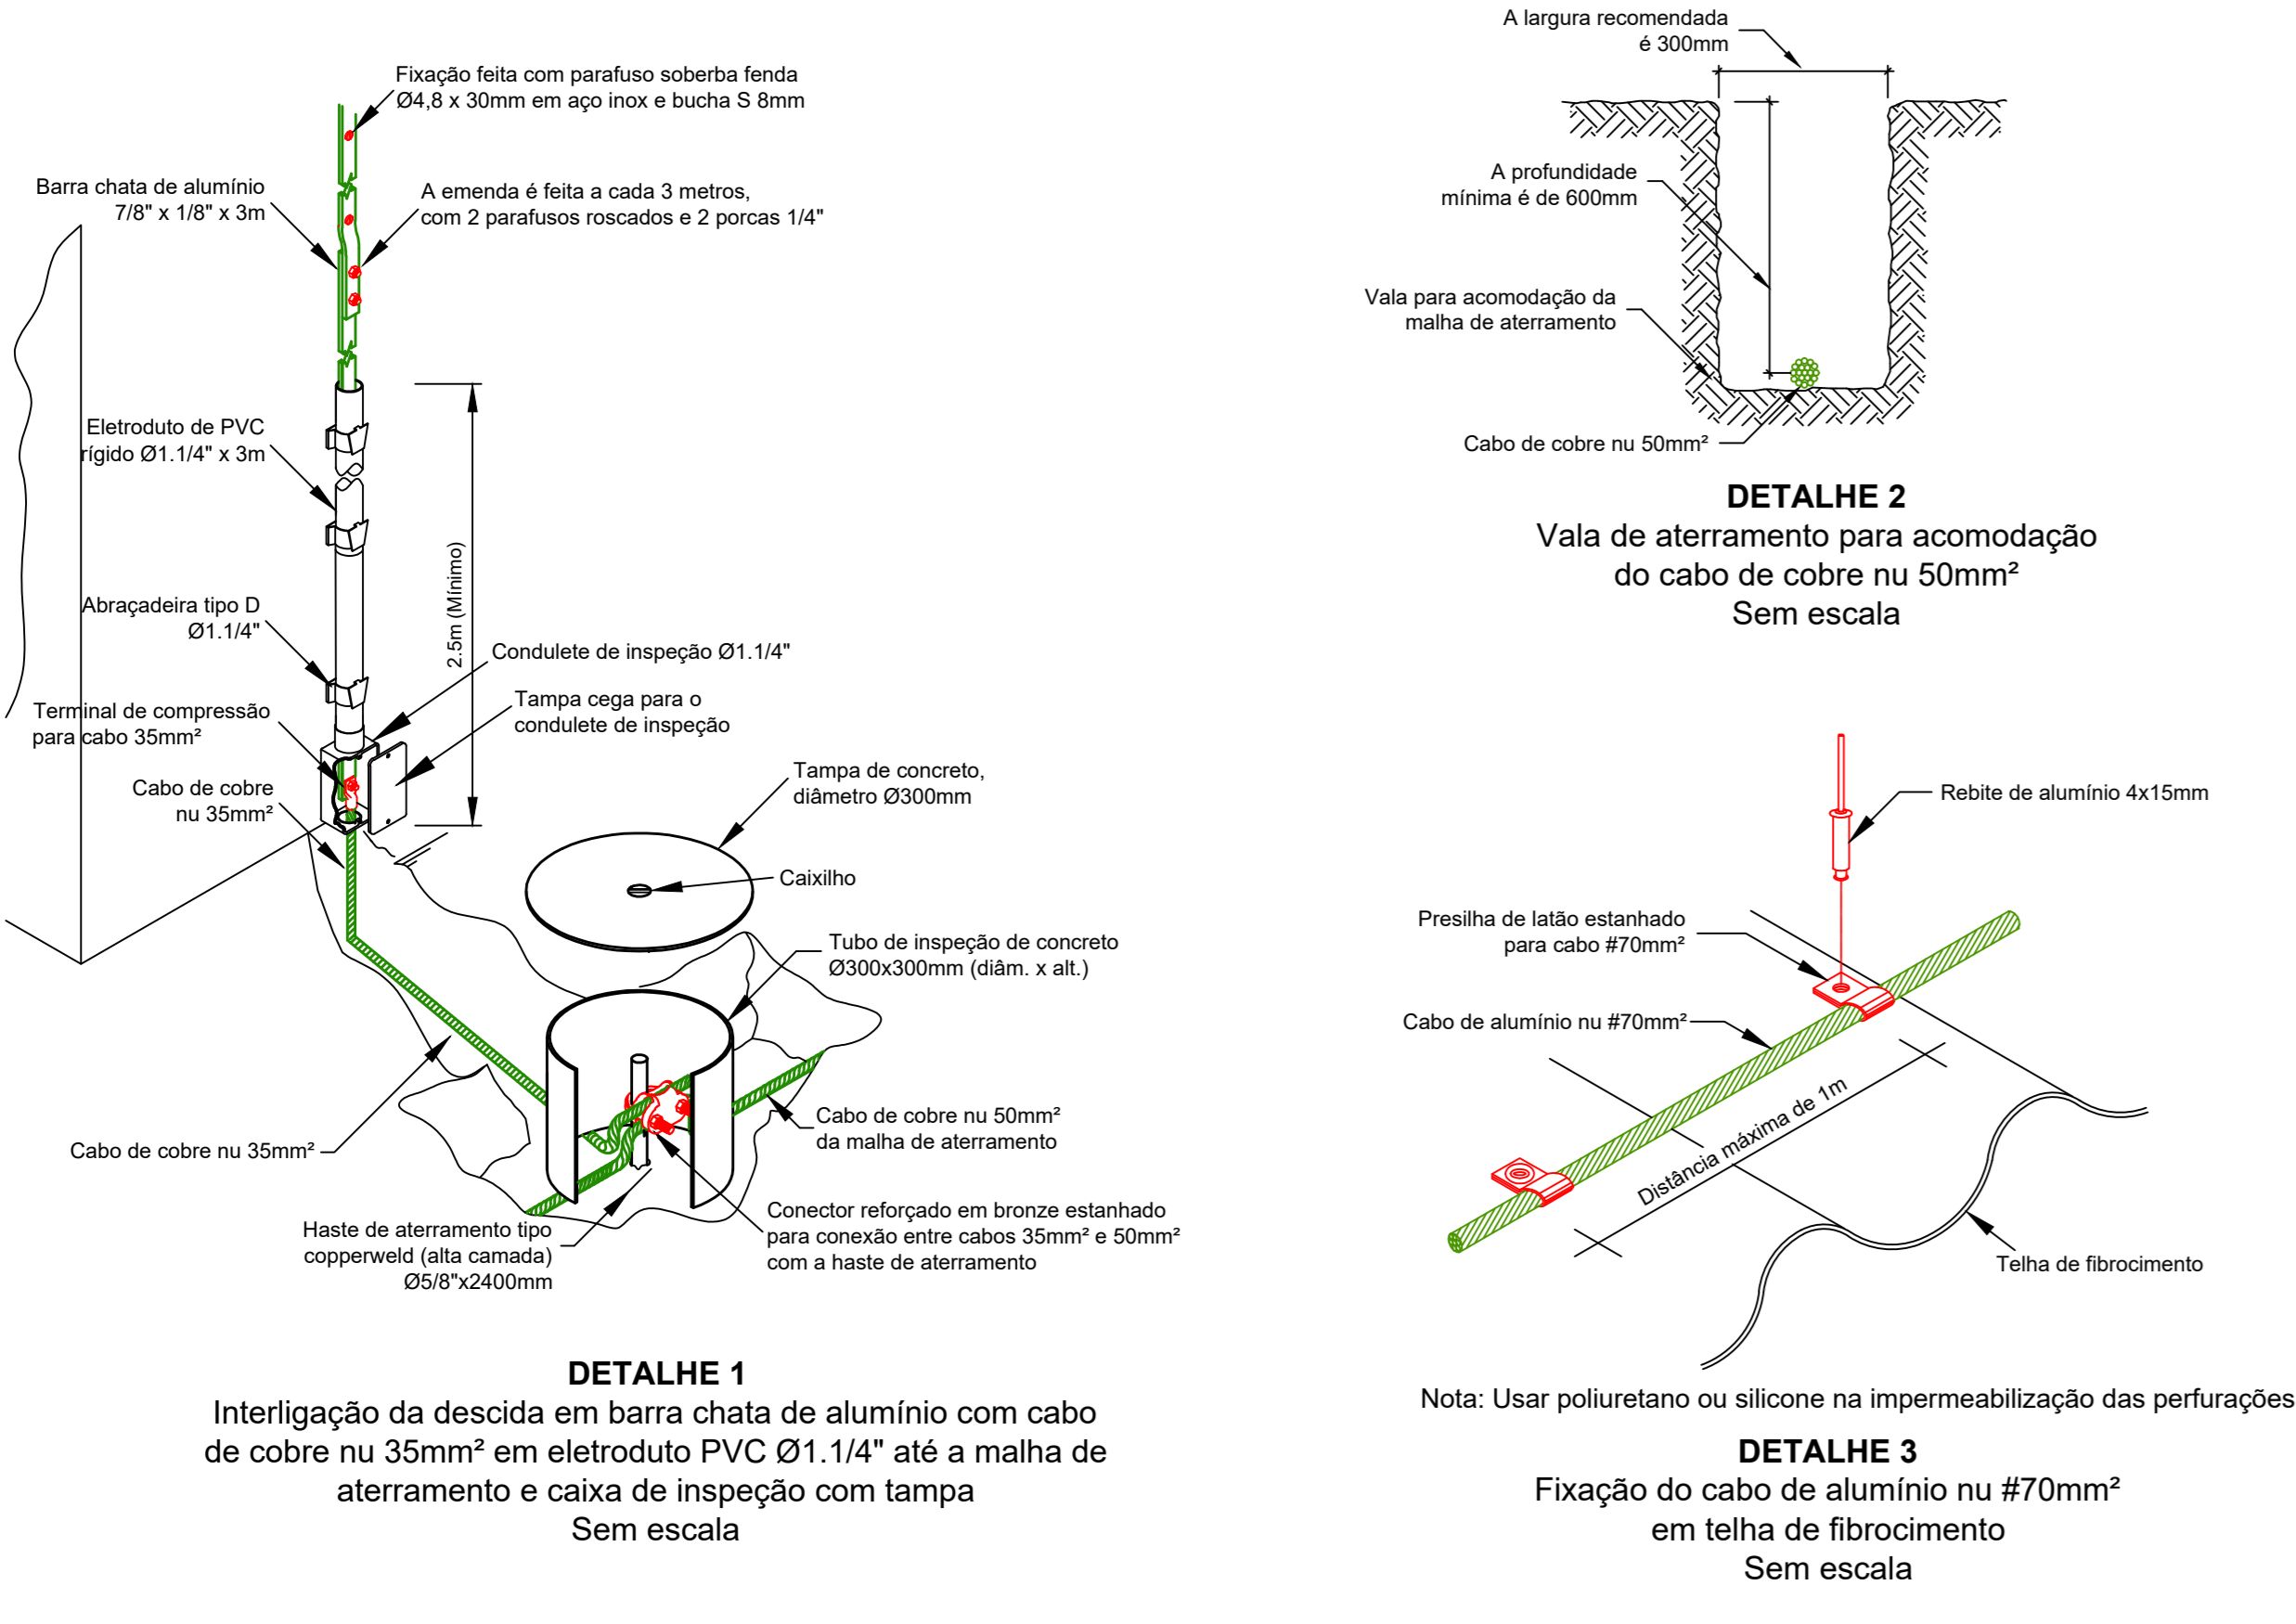 Fixação feita com parafuso soberba fenda
Ø4,8 x 30mm em aço inox e bucha S 8mm
Barra chata de alumínio
7/8" x 1/8" x 3m
A emenda é feita a cada 3 metros,
com 2 parafusos roscados e 2 porcas 1/4"
Eletroduto de PVC
rígido Ø1.1/4" x 3m
2.5m (Mínimo)
Abraçadeira tipo D
Ø1.1/4"
Condulete de inspeção Ø1.1/4"
Tampa cega para o
condulete de inspeção
Terminal de compressão
para cabo 35mm²
Cabo de cobre
nu 35mm²
Tampa de concreto,
diâmetro Ø300mm
Caixilho
Tubo de inspeção de concreto
Ø300x300mm (diâm. x alt.)
Cabo de cobre nu 35mm²
Cabo de cobre nu 50mm²
da malha de aterramento
Haste de aterramento tipo
copperweld (alta camada)
Ø5/8"x2400mm
Conector reforçado em bronze estanhado
para conexão entre cabos 35mm² e 50mm²
com a haste de aterramento
DETALHE 1
Interligação da descida em barra chata de alumínio com cabo
de cobre nu 35mm² em eletroduto PVC Ø1.1/4" até a malha de
aterramento e caixa de inspeção com tampa
Sem escala
A largura recomendada
é 300mm
A profundidade
mínima é de 600mm
Vala para acomodação da
malha de aterramento
Cabo de cobre nu 50mm²
DETALHE 2
Vala de aterramento para acomodação
do cabo de cobre nu 50mm²
Sem escala
Rebite de alumínio 4x15mm
Presilha de latão estanhado
para cabo #70mm²
Cabo de alumínio nu #70mm²
Distância máxima de 1m
Telha de fibrocimento
Nota: Usar poliuretano ou silicone na impermeabilização das perfurações
DETALHE 3
Fixação do cabo de alumínio nu #70mm²
em telha de fibrocimento
Sem escala